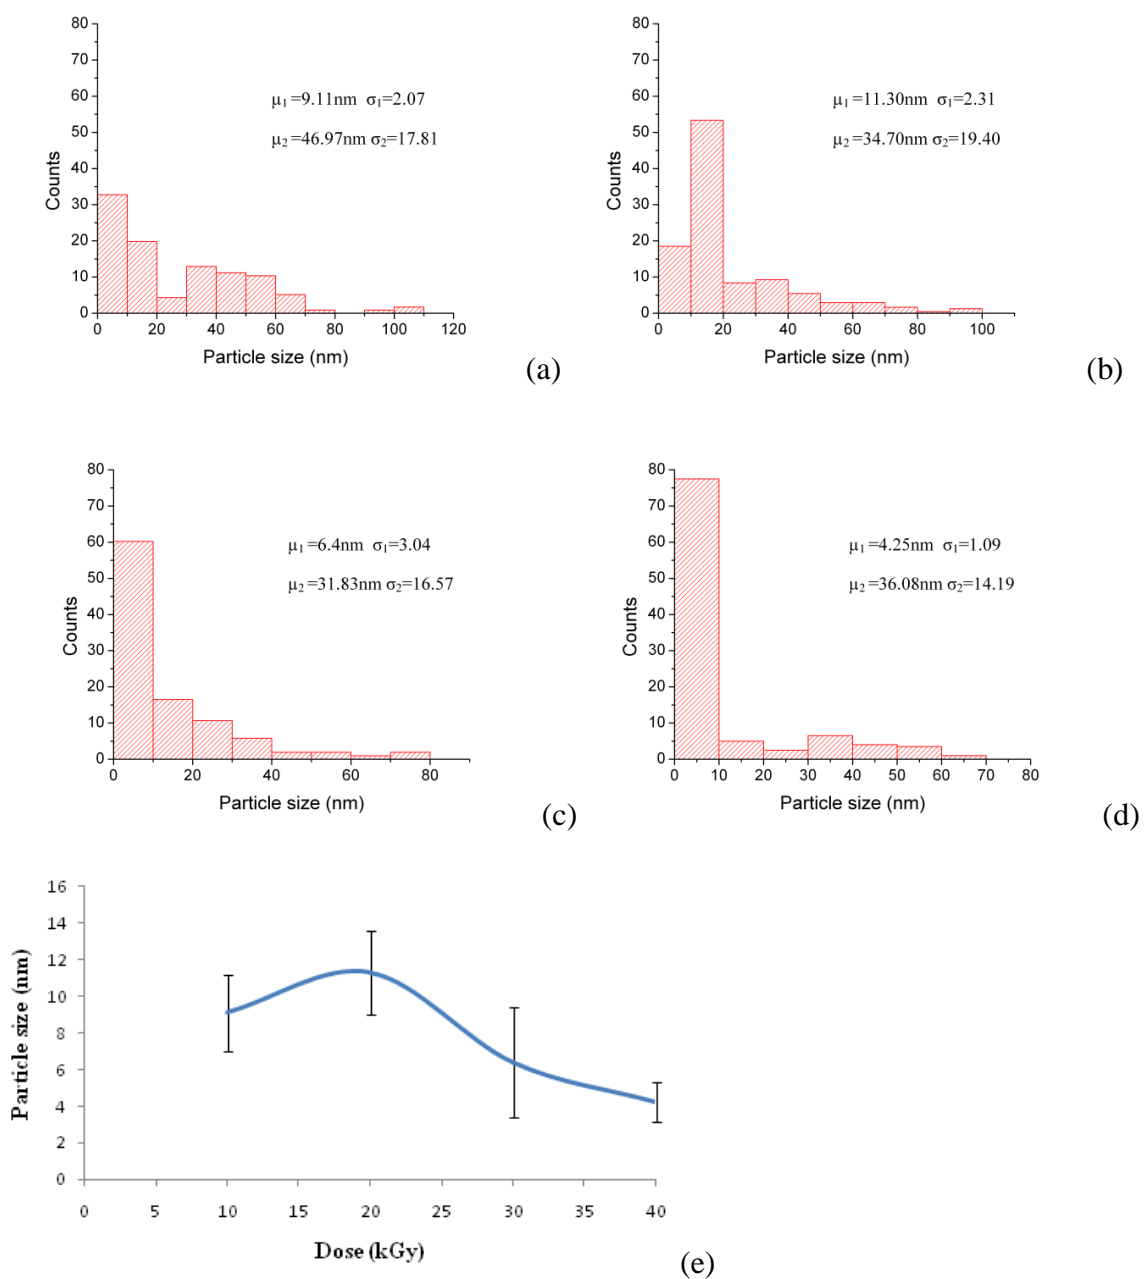 80
70
60
50
40
30
20
10
0
Counts
μ₁ =9.11nm σ₁=2.07
μ₂ =46.97nm σ₂=17.81
0 20 40 60 80 100 120
Particle size (nm)
(a)
80
70
60
50
40
30
20
10
0
Counts
μ₁ =11.30nm σ₁=2.31
μ₂ =34.70nm σ₂=19.40
0 20 40 60 80 100
Particle size (nm)
(b)
80
70
60
50
40
30
20
10
0
Counts
μ₁ =6.4nm σ₁=3.04
μ₂ =31.83nm σ₂=16.57
0 20 40 60 80
Particle size (nm)
(c)
80
70
60
50
40
30
20
10
0
Counts
μ₁ =4.25nm σ₁=1.09
μ₂ =36.08nm σ₂=14.19
0 10 20 30 40 50 60 70 80
Particle size (nm)
(d)
16
14
12
10
8
6
4
2
0
Particle size (nm)
0 5 10 15 20 25 30 35 40
Dose (kGy)
(e)